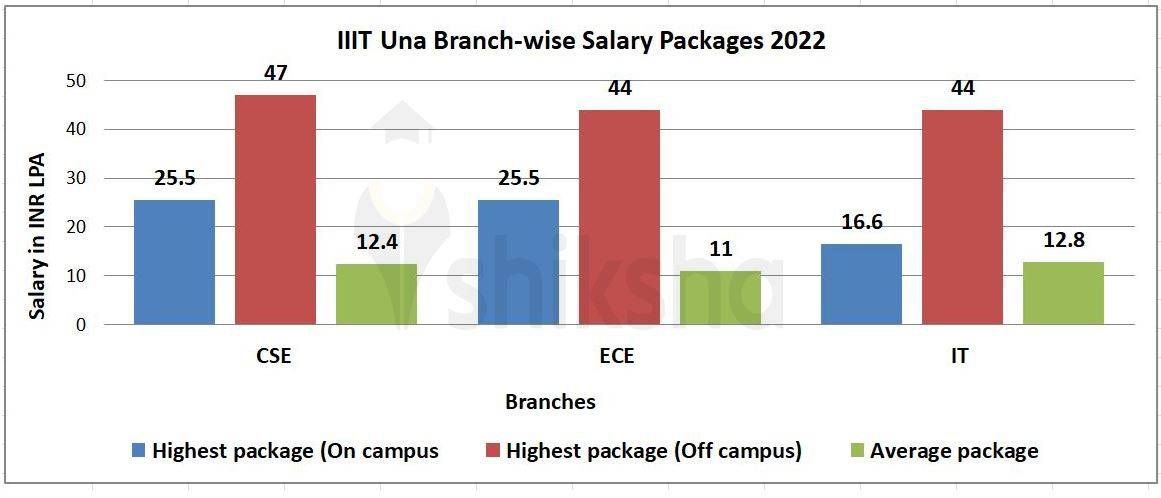 IIIT Una Branch-wise Salary Packages 2022
Salary in INR LPA
50
40
30
20
10
0
47
44
44
25.5
25.5
16.6
12.4
11
12.8
CSE
ECE
IT
Branches
Highest package (On campus
Highest package (Off campus)
Average package
shiksha